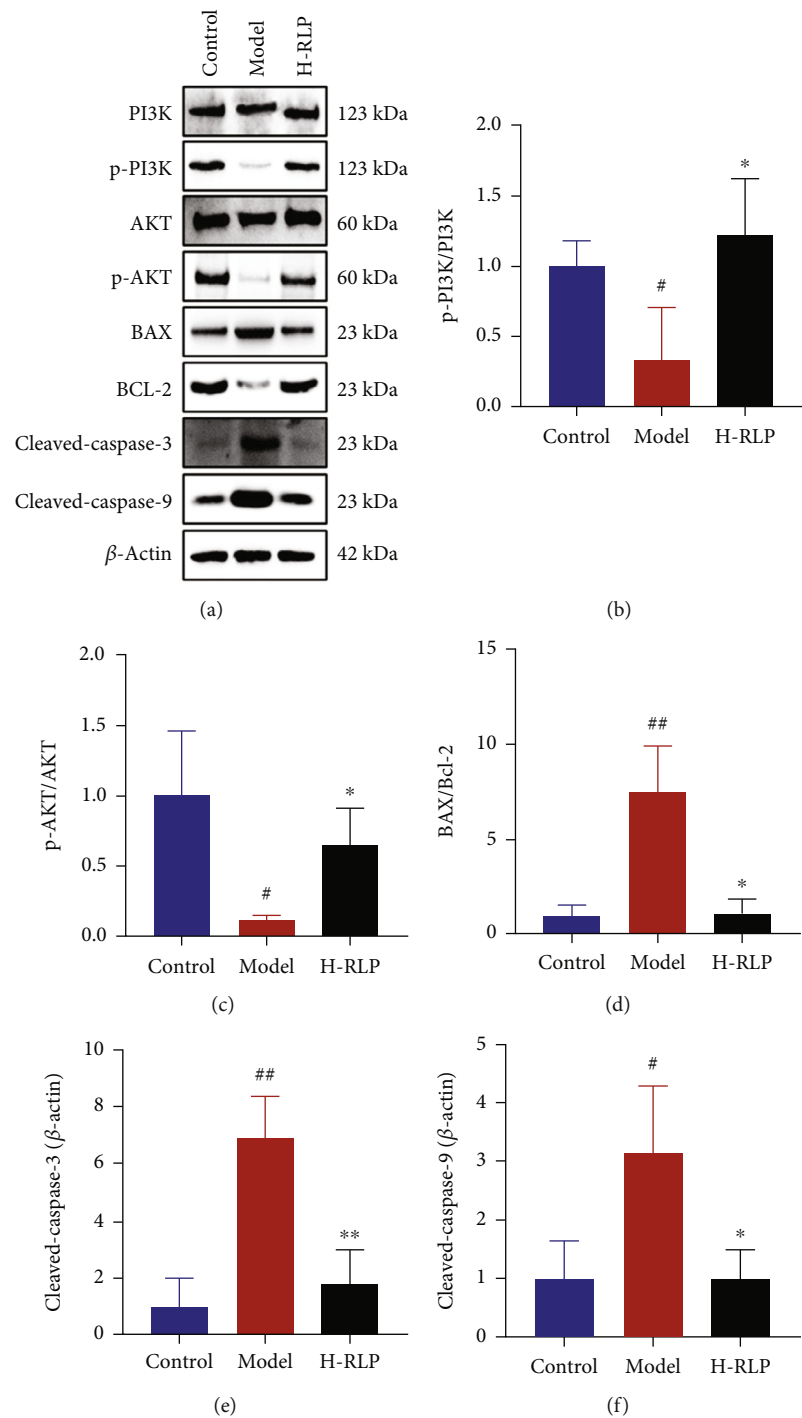 Control Model H-RLP
PI3K 123 kDa
p-PI3K 123 kDa
AKT 60 kDa
p-AKT 60 kDa
BAX 23 kDa
BCL-2 23 kDa
Cleaved-caspase-3 23 kDa
Cleaved-caspase-9 23 kDa
β-Actin 42 kDa
(a)
p-PI3K/PI3K
2.0
1.5
1.0
0.5
0.0
#
*
Control Model H-RLP
(b)
p-AKT/AKT
2.0
1.5
1.0
0.5
0.0
#
*
Control Model H-RLP
(c)
BAX/Bcl-2
15
10
5
0
##
*
Control Model H-RLP
(d)
Cleaved-caspase-3 (β-actin)
10
8
6
4
2
0
##
**
Control Model H-RLP
(e)
Cleaved-caspase-9 (β-actin)
5
4
3
2
1
0
#
*
Control Model H-RLP
(f)